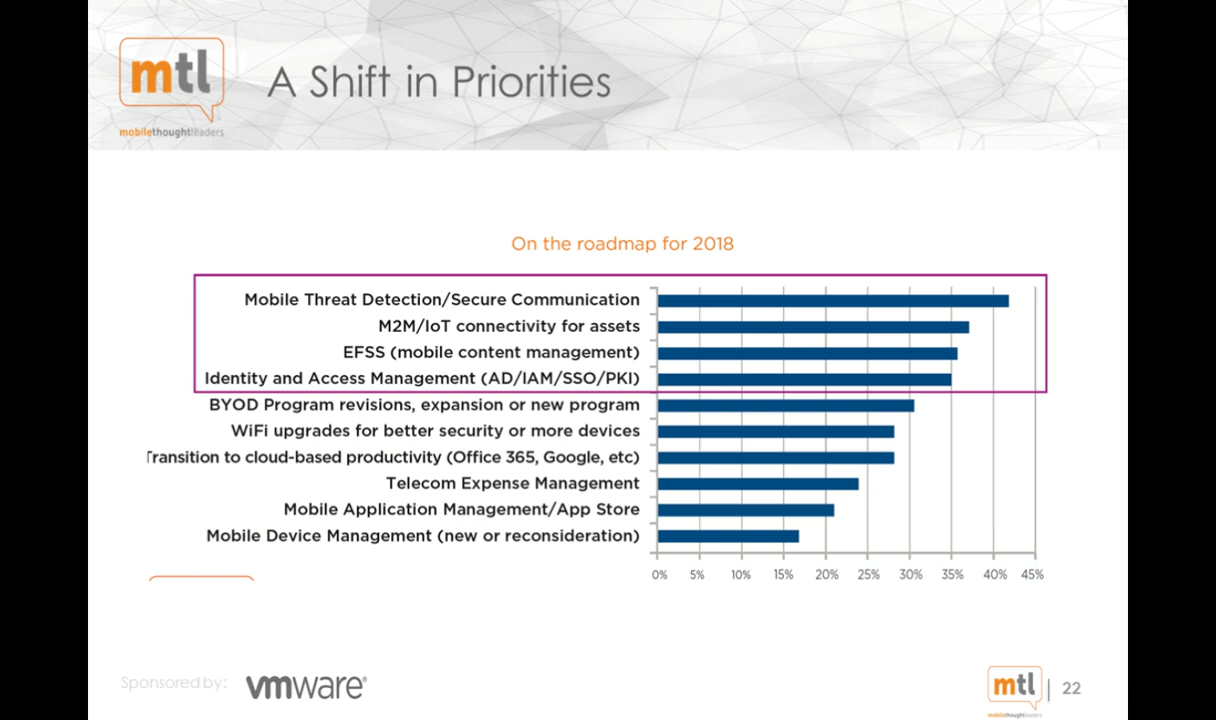 mtl
mobilethoughtleaders
A Shift in Priorities
On the roadmap for 2018
Mobile Threat Detection/Secure Communication
M2M/IoT connectivity for assets
EFSS (mobile content management)
Identity and Access Management (AD/IAM/SSO/PKI)
BYOD Program revisions, expansion or new program
WiFi upgrades for better security or more devices
Transition to cloud-based productivity (Office 365, Google, etc)
Telecom Expense Management
Mobile Application Management/App Store
Mobile Device Management (new or reconsideration)
0% 5% 10% 15% 20% 25% 30% 35% 40% 45%
Sponsored by: vmware®
mtl | 22
mobilethoughtleaders